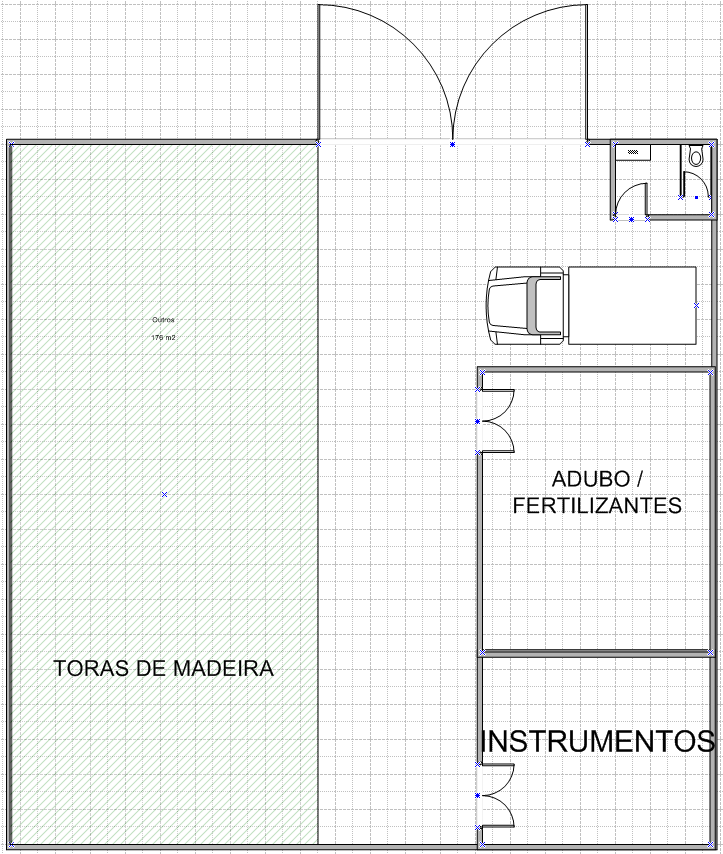 Outros
176 m2
ADUBO /
FERTILIZANTES
TORAS DE MADEIRA
INSTRUMENTOS